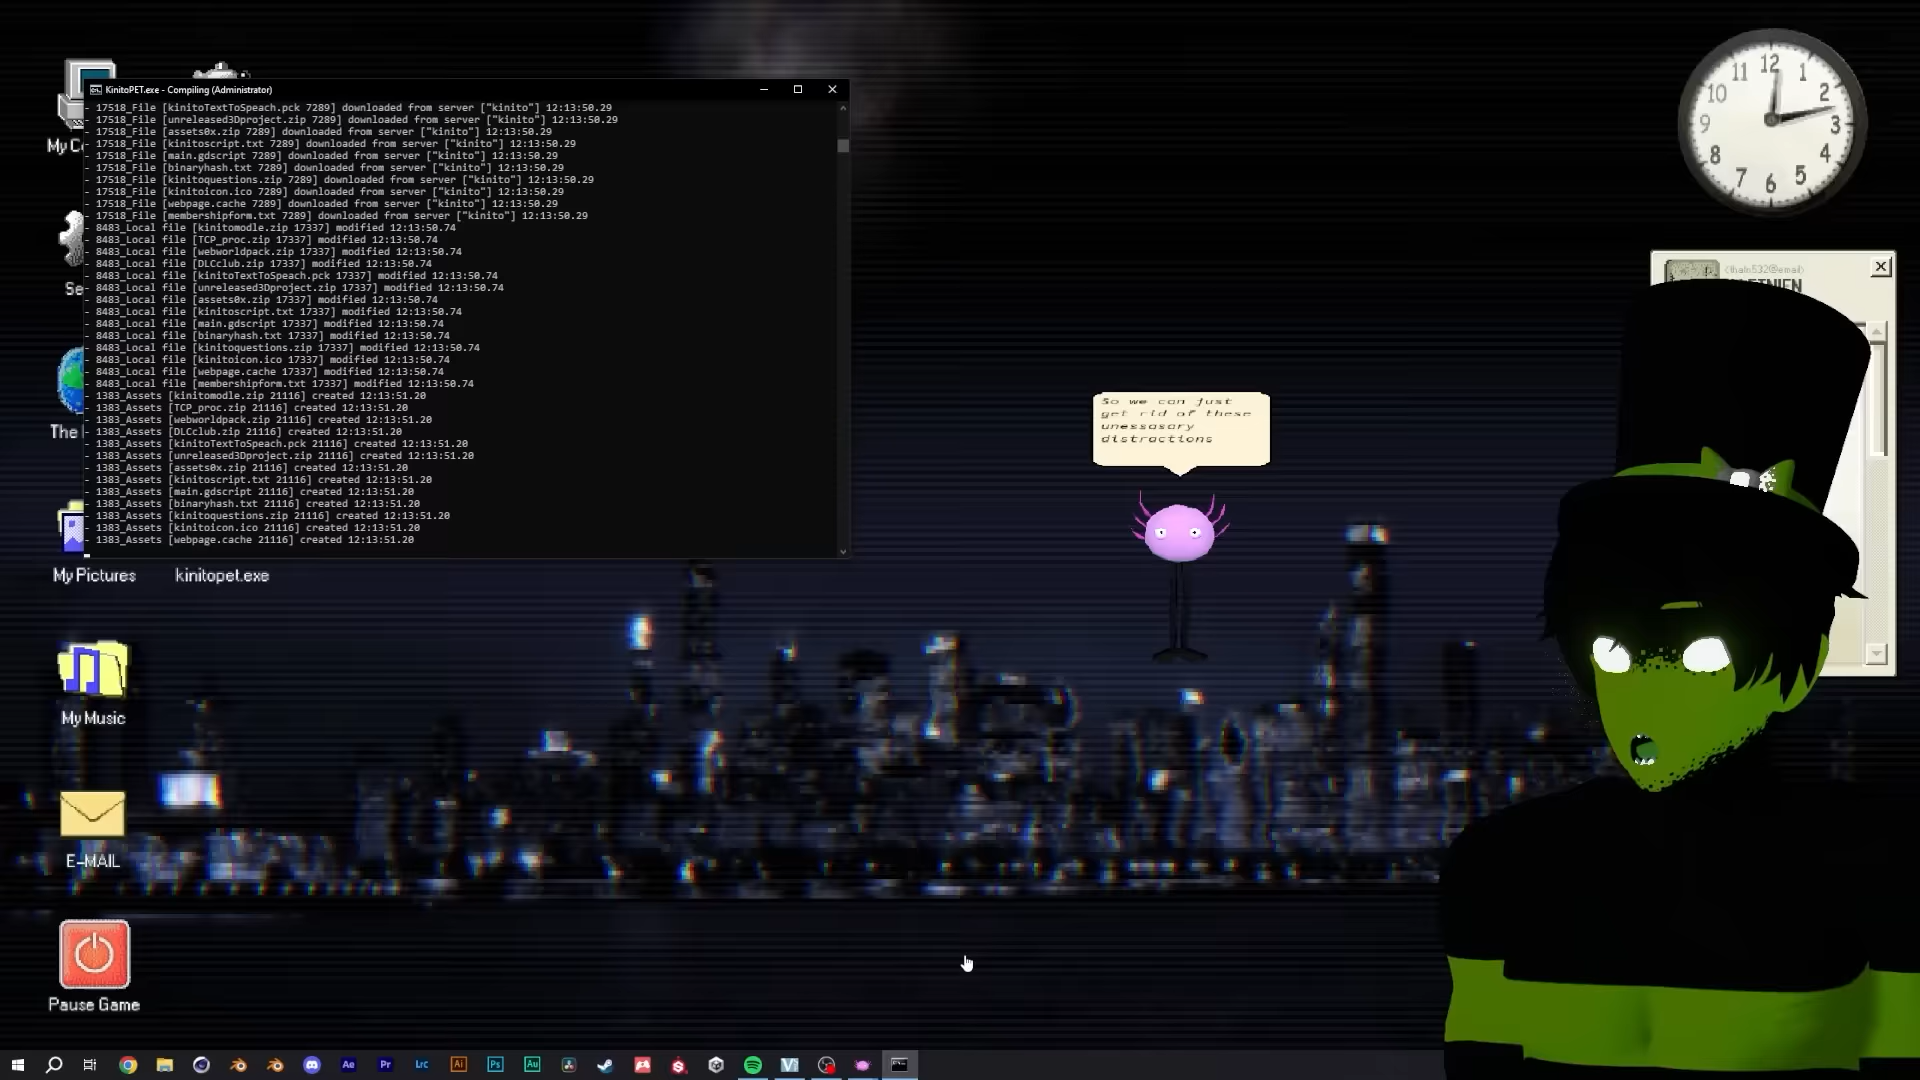 KinitoPET.exe - Compiling (Administrator)
- 17518_File [kinitoTextToSpeach.pck 7289] downloaded from server ["kinito"] 12:13:50.29
- 17518_File [unreleased3Dproject.zip 7289] downloaded from server ["kinito"] 12:13:50.29
- 17518_File [assets0x.zip 7289] downloaded from server ["kinito"] 12:13:50.29
- 17518_File [kinitoscript.txt 7289] downloaded from server ["kinito"] 12:13:50.29
- 17518_File [main.gdscript 7289] downloaded from server ["kinito"] 12:13:50.29
- 17518_File [binaryhash.txt 7289] downloaded from server ["kinito"] 12:13:50.29
- 17518_File [kinitoquestions.zip 7289] downloaded from server ["kinito"] 12:13:50.29
- 17518_File [kinitoicon.ico 7289] downloaded from server ["kinito"] 12:13:50.29
- 17518_File [webpage.cache 7289] downloaded from server ["kinito"] 12:13:50.29
- 17518_File [membershipform.txt 7289] downloaded from server ["kinito"] 12:13:50.29
- 8483_Local file [kinitomodle.zip 17337] modified 12:13:50.74
- 8483_Local file [TCP_proc.zip 17337] modified 12:13:50.74
- 8483_Local file [webworldpack.zip 17337] modified 12:13:50.74
- 8483_Local file [DLCclub.zip 17337] modified 12:13:50.74
- 8483_Local file [kinitoTextToSpeach.pck 17337] modified 12:13:50.74
- 8483_Local file [unreleased3Dproject.zip 17337] modified 12:13:50.74
- 8483_Local file [assets0x.zip 17337] modified 12:13:50.74
- 8483_Local file [kinitoscript.txt 17337] modified 12:13:50.74
- 8483_Local file [main.gdscript 17337] modified 12:13:50.74
- 8483_Local file [binaryhash.txt 17337] modified 12:13:50.74
- 8483_Local file [kinitoquestions.zip 17337] modified 12:13:50.74
- 8483_Local file [kinitoicon.ico 17337] modified 12:13:50.74
- 8483_Local file [webpage.cache 17337] modified 12:13:50.74
- 8483_Local file [membershipform.txt 17337] modified 12:13:50.74
- 1383_Assets [kinitomodle.zip 21116] created 12:13:51.20
- 1383_Assets [TCP_proc.zip 21116] created 12:13:51.20
- 1383_Assets [webworldpack.zip 21116] created 12:13:51.20
- 1383_Assets [DLCclub.zip 21116] created 12:13:51.20
- 1383_Assets [kinitoTextToSpeach.pck 21116] created 12:13:51.20
- 1383_Assets [unreleased3Dproject.zip 21116] created 12:13:51.20
- 1383_Assets [assets0x.zip 21116] created 12:13:51.20
- 1383_Assets [kinitoscript.txt 21116] created 12:13:51.20
- 1383_Assets [main.gdscript 21116] created 12:13:51.20
- 1383_Assets [binaryhash.txt 21116] created 12:13:51.20
- 1383_Assets [kinitoquestions.zip 21116] created 12:13:51.20
- 1383_Assets [kinitoicon.ico 21116] created 12:13:51.20
- 1383_Assets [webpage.cache 21116] created 12:13:51.20
My C
Se
The
My Pictures
kinitopet.exe
My Music
E-MAIL
Pause Game
So we can just
get rid of these
unessasary
distractions
12
1
2
3
4
5
6
7
8
9
10
11
Ae
Pr
Lrc
Ai
Ps
Au